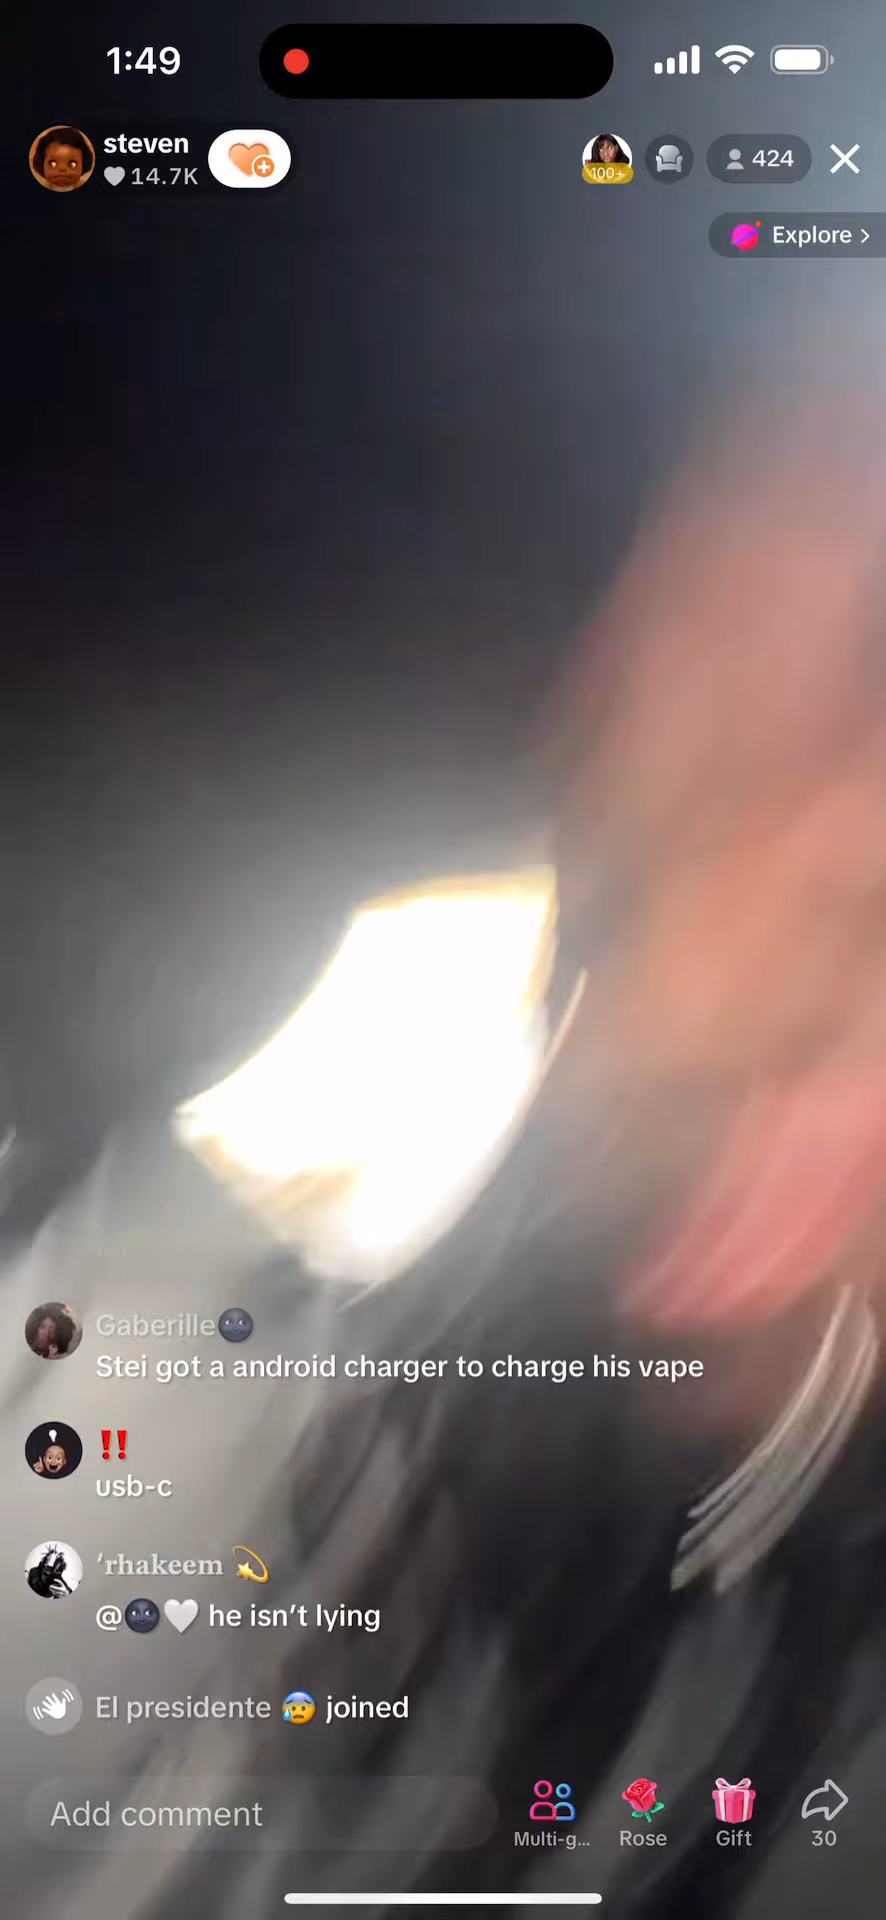 1:49
steven
14.7K
100+
424
Explore >
Gaberille🌚
Stei got a android charger to charge his vape
‼️
usb-c
‘rhakeem 💫
@🌚🤍 he isn’t lying
El presidente 😰 joined
Add comment
Multi-g...
Rose
Gift
30